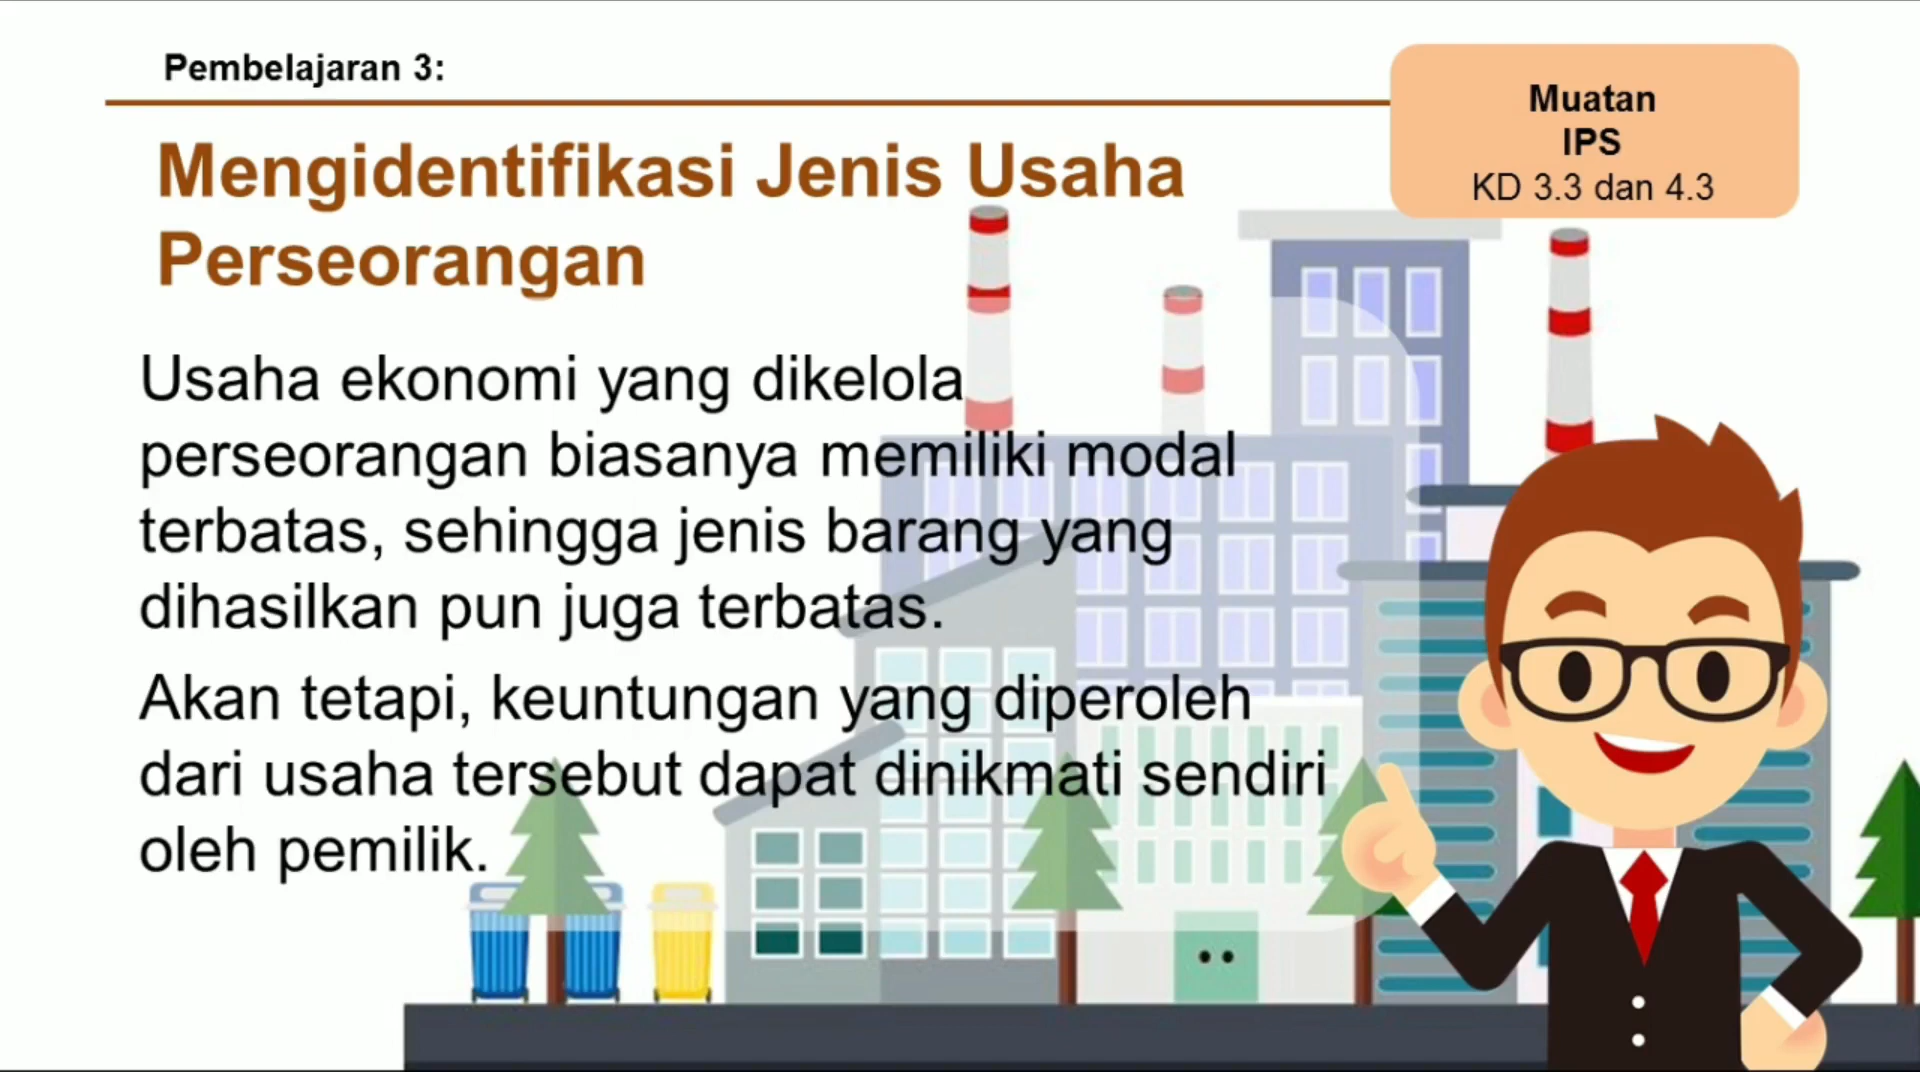 Pembelajaran 3:
Muatan
IPS
KD 3.3 dan 4.3
Mengidentifikasi Jenis Usaha
Perseorangan
Usaha ekonomi yang dikelola
perseorangan biasanya memiliki modal
terbatas, sehingga jenis barang yang
dihasilkan pun juga terbatas.
Akan tetapi, keuntungan yang diperoleh
dari usaha tersebut dapat dinikmati sendiri
oleh pemilik.